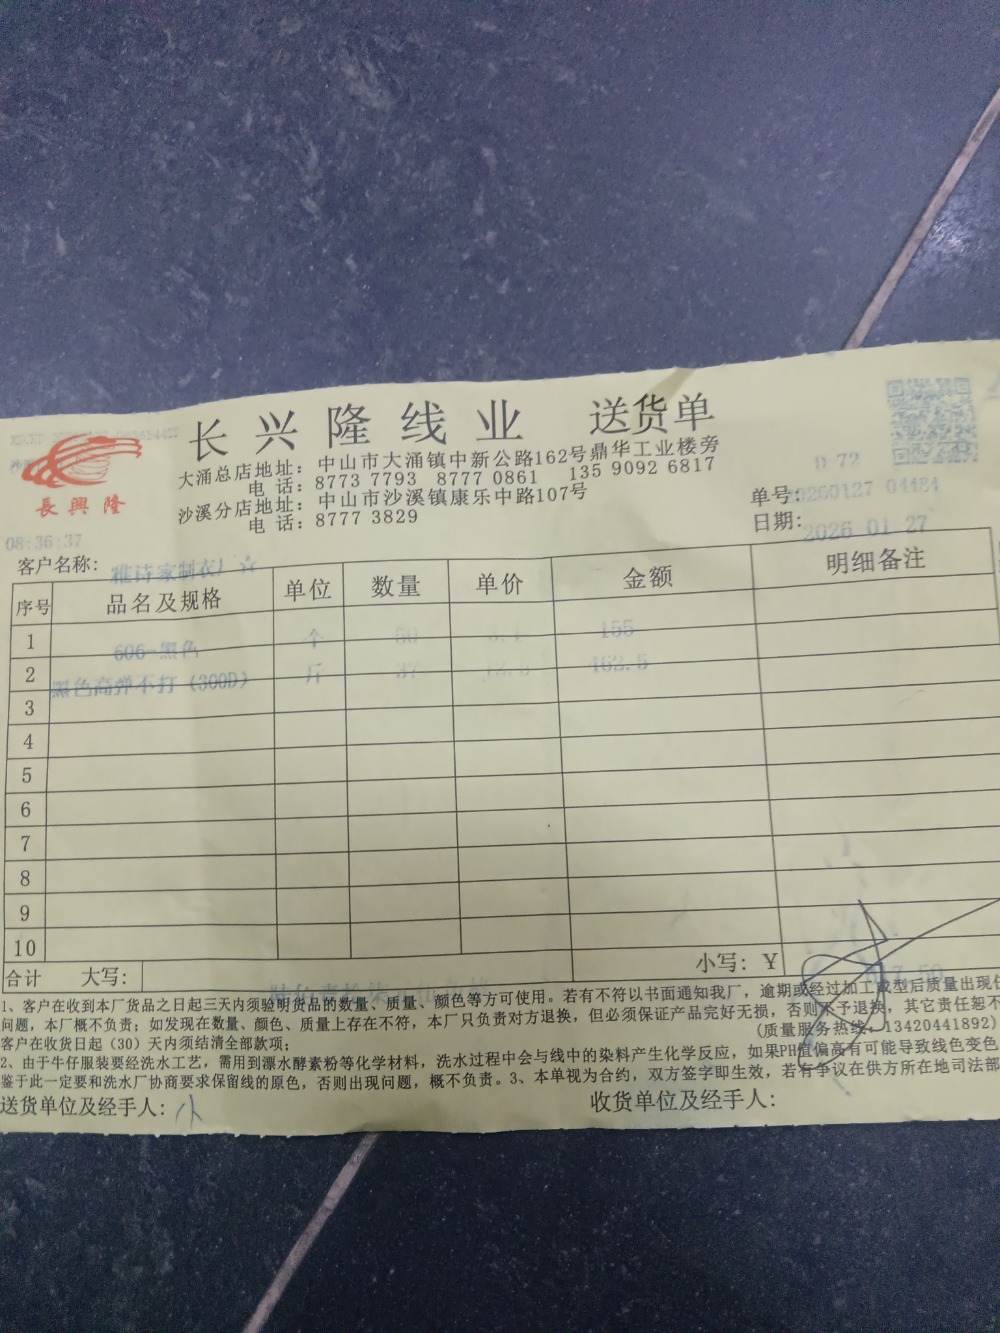 长兴隆线业 送货单
大涌总店地址：中山市大涌镇中新公路162号鼎华工业楼旁
电 话：8773 7793 8777 0861 135 9092 6817
沙溪分店地址：中山市沙溪镇康乐中路107号
电 话：8777 3829
長興隆
D-72
单号：20260127 04484
日期：2026 01 27
08:36:37
客户名称：雅诗家制衣厂☆
序号 品名及规格 单位 数量 单价 金额 明细备注
1 606-黑色 个 50 3.1 155
2 黑色高弹不打（300D） 斤 37 12.5 462.5
3
4
5
6
7
8
9
10
合计 大写： 小写：￥
1、客户在收到本厂货品之日起三天内须验明货品的数量、质量、颜色等方可使用。若有不符以书面通知我厂，逾期或经过加工成型后质量出现任
问题，本厂概不负责；如发现在数量、颜色、质量上存在不符，本厂只负责对方退换，但必须保证产品完好无损，否则不予退换，其它责任恕不
客户在收货日起（30）天内须结清全部款项；
（质量服务热线：13420441892）
2、由于牛仔服装要经洗水工艺，需用到漂水酵素粉等化学材料，洗水过程中会与线中的染料产生化学反应，如果PH值偏高有可能导致线色变色
鉴于此一定要和洗水厂协商要求保留线的原色，否则出现问题，概不负责。3、本单视为合约，双方签字即生效，若有争议在供方所在地司法部
送货单位及经手人：
收货单位及经手人：